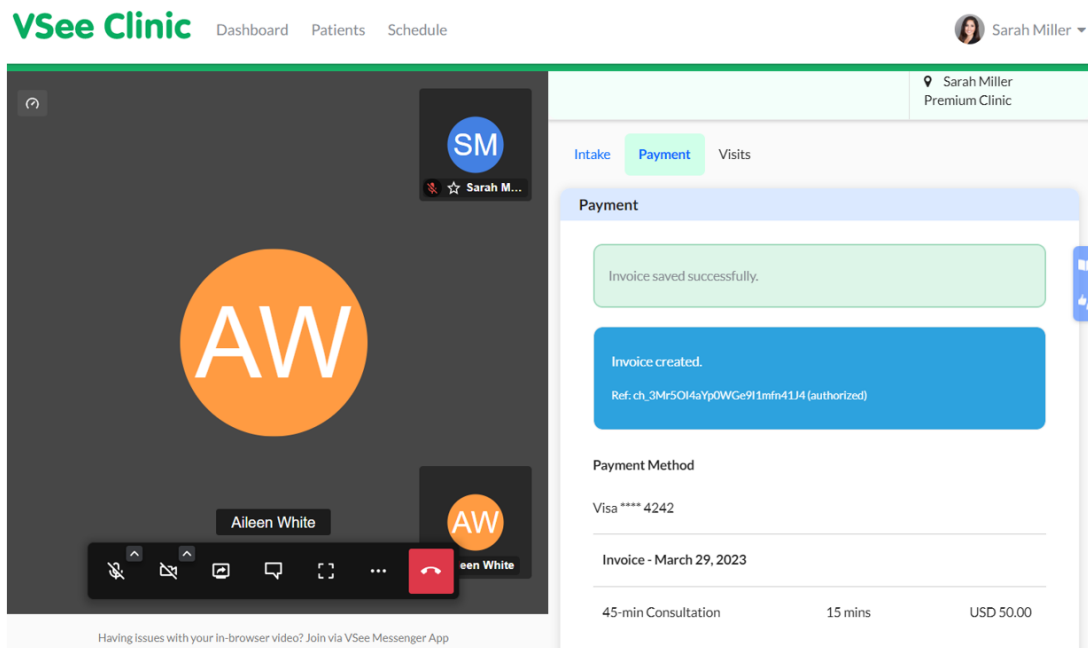 VSee Clinic
Dashboard Patients Schedule
Sarah Miller
Sarah Miller
Premium Clinic
SM
Sarah M...
AW
Aileen White
AW
een White
Having issues with your in-browser video? Join via VSee Messenger App
Intake Payment Visits
Payment
Invoice saved successfully.
Invoice created.
Ref: ch_3Mr5OI4aYp0WGe9I1mfn41J4 (authorized)
Payment Method
Visa **** 4242
Invoice - March 29, 2023
45-min Consultation 15 mins USD 50.00